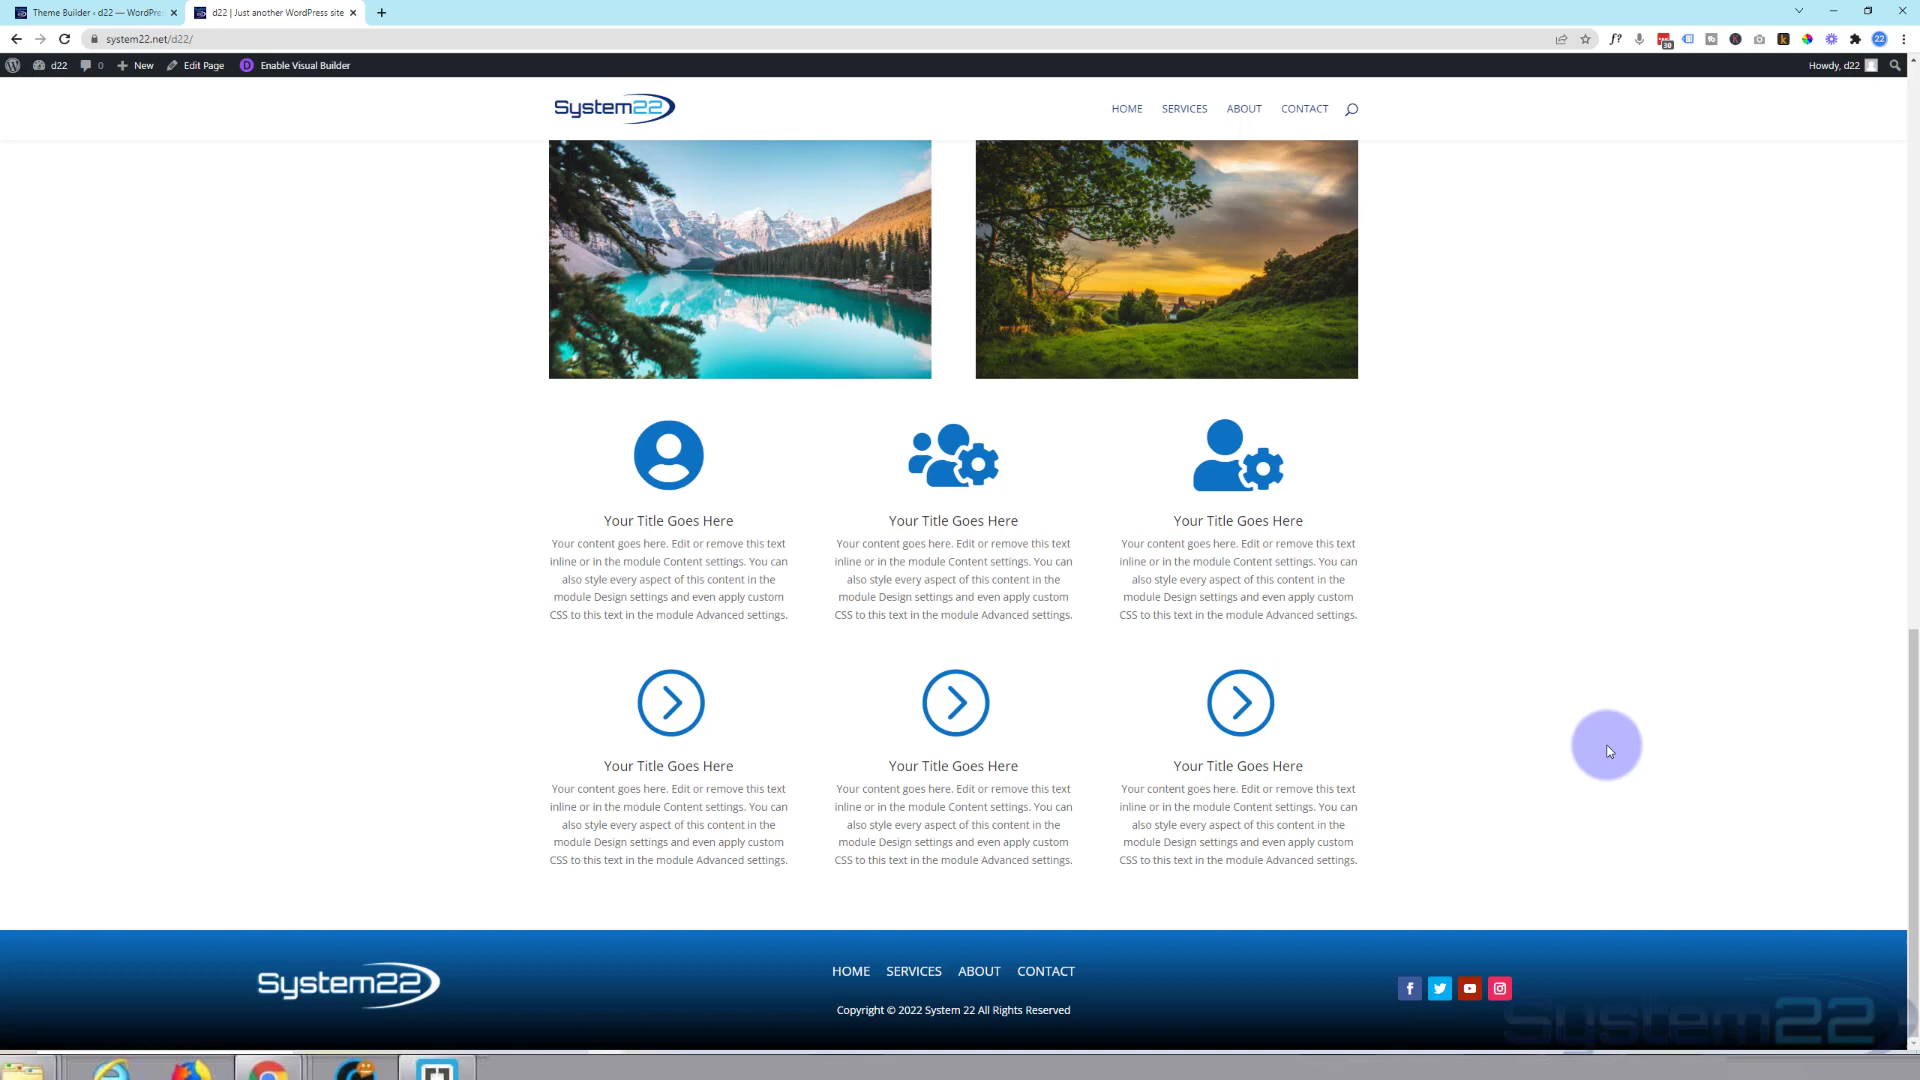 Theme Builder ‹ d22 — WordPre
d22 | Just another WordPress site
system22.net/d22/
f?
30
k
22
d22
0
New
Edit Page
D
Enable Visual Builder
Howdy, d22
System22
HOME
SERVICES
ABOUT
CONTACT
Your Title Goes Here
Your content goes here. Edit or remove this text
inline or in the module Content settings. You can
also style every aspect of this content in the
module Design settings and even apply custom
CSS to this text in the module Advanced settings.
Your Title Goes Here
Your content goes here. Edit or remove this text
inline or in the module Content settings. You can
also style every aspect of this content in the
module Design settings and even apply custom
CSS to this text in the module Advanced settings.
Your Title Goes Here
Your content goes here. Edit or remove this text
inline or in the module Content settings. You can
also style every aspect of this content in the
module Design settings and even apply custom
CSS to this text in the module Advanced settings.
Your Title Goes Here
Your content goes here. Edit or remove this text
inline or in the module Content settings. You can
also style every aspect of this content in the
module Design settings and even apply custom
CSS to this text in the module Advanced settings.
Your Title Goes Here
Your content goes here. Edit or remove this text
inline or in the module Content settings. You can
also style every aspect of this content in the
module Design settings and even apply custom
CSS to this text in the module Advanced settings.
Your Title Goes Here
Your content goes here. Edit or remove this text
inline or in the module Content settings. You can
also style every aspect of this content in the
module Design settings and even apply custom
CSS to this text in the module Advanced settings.
System22
HOME
SERVICES
ABOUT
CONTACT
Copyright © 2022 System 22 All Rights Reserved
System22